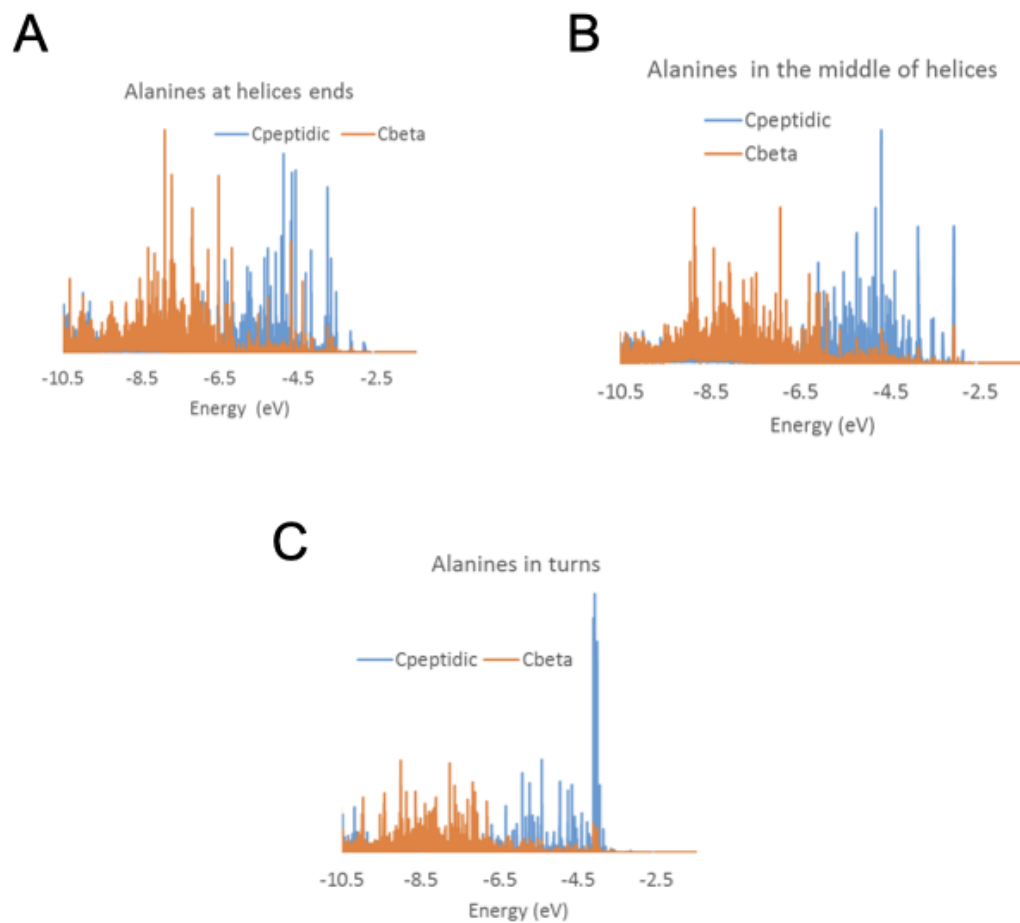 A
Alanines at helices ends
Cpeptidic Cbeta
-10.5 -8.5 -6.5 -4.5 -2.5
Energy (eV)
B
Alanines in the middle of helices
Cpeptidic
Cbeta
-10.5 -8.5 -6.5 -4.5 -2.5
Energy (eV)
C
Alanines in turns
Cpeptidic Cbeta
-10.5 -8.5 -6.5 -4.5 -2.5
Energy (eV)